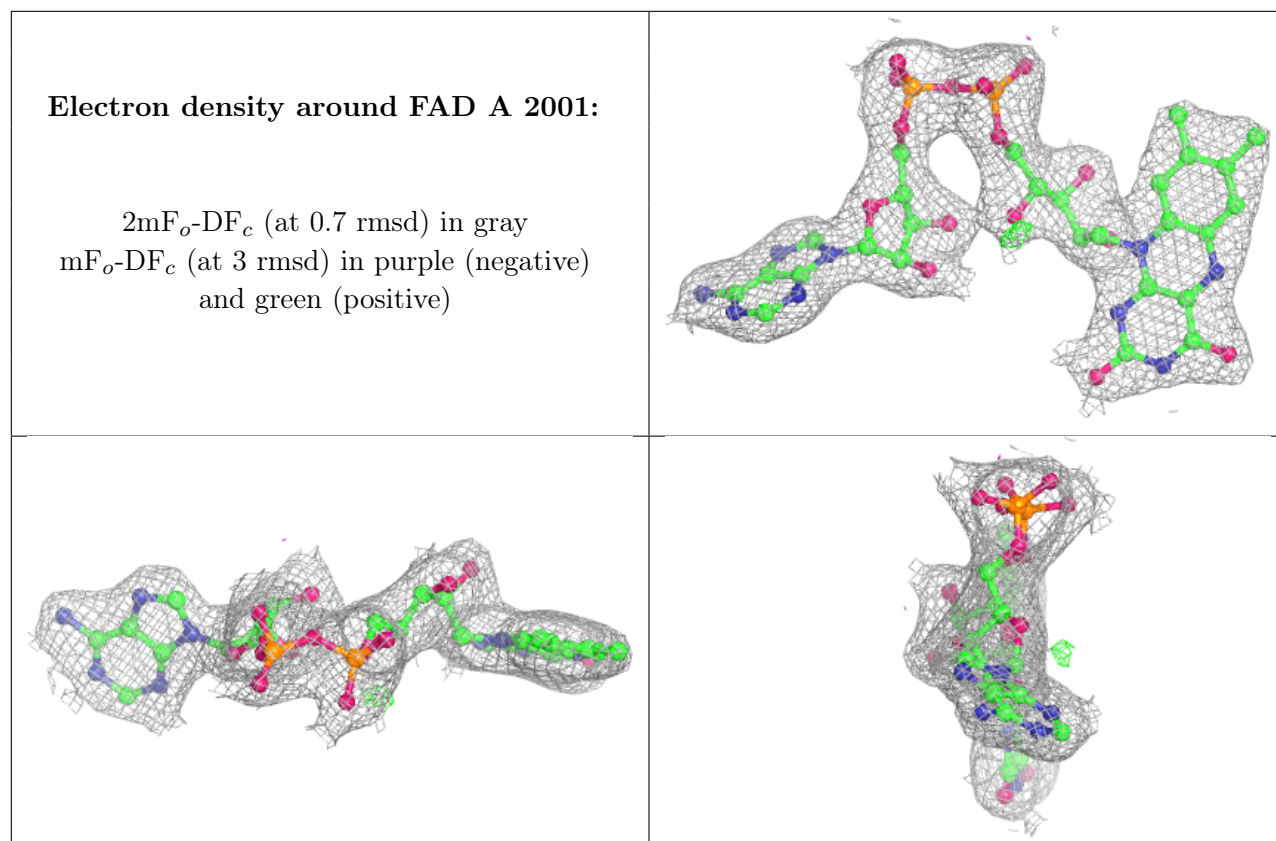 Electron density around FAD A 2001:
2mFo-DFc (at 0.7 rmsd) in gray
mFo-DFc (at 3 rmsd) in purple (negative)
and green (positive)